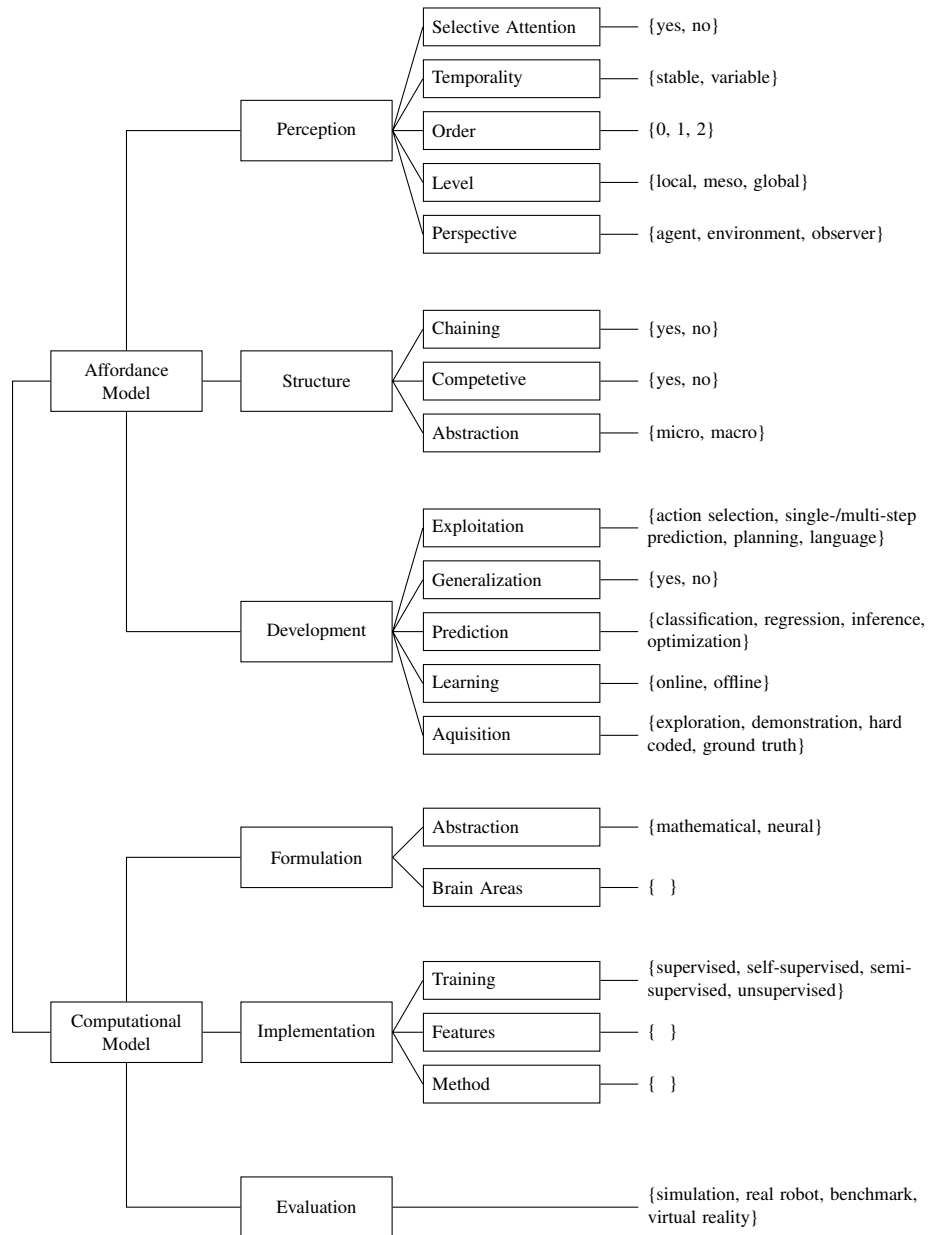 Selective Attention
{yes, no}
Temporality
{stable, variable}
Perception
Order
{0, 1, 2}
Level
{local, meso, global}
Perspective
{agent, environment, observer}
Chaining
{yes, no}
Affordance
Model
Structure
Competetive
{yes, no}
Abstraction
{micro, macro}
Exploitation
{action selection, single-/multi-step
prediction, planning, language}
Generalization
{yes, no}
Development
Prediction
{classification, regression, inference,
optimization}
Learning
{online, offline}
Aquisition
{exploration, demonstration, hard
coded, ground truth}
Abstraction
{mathematical, neural}
Formulation
Brain Areas
{ }
Training
{supervised, self-supervised, semi-
supervised, unsupervised}
Computational
Model
Implementation
Features
{ }
Method
{ }
Evaluation
{simulation, real robot, benchmark,
virtual reality}